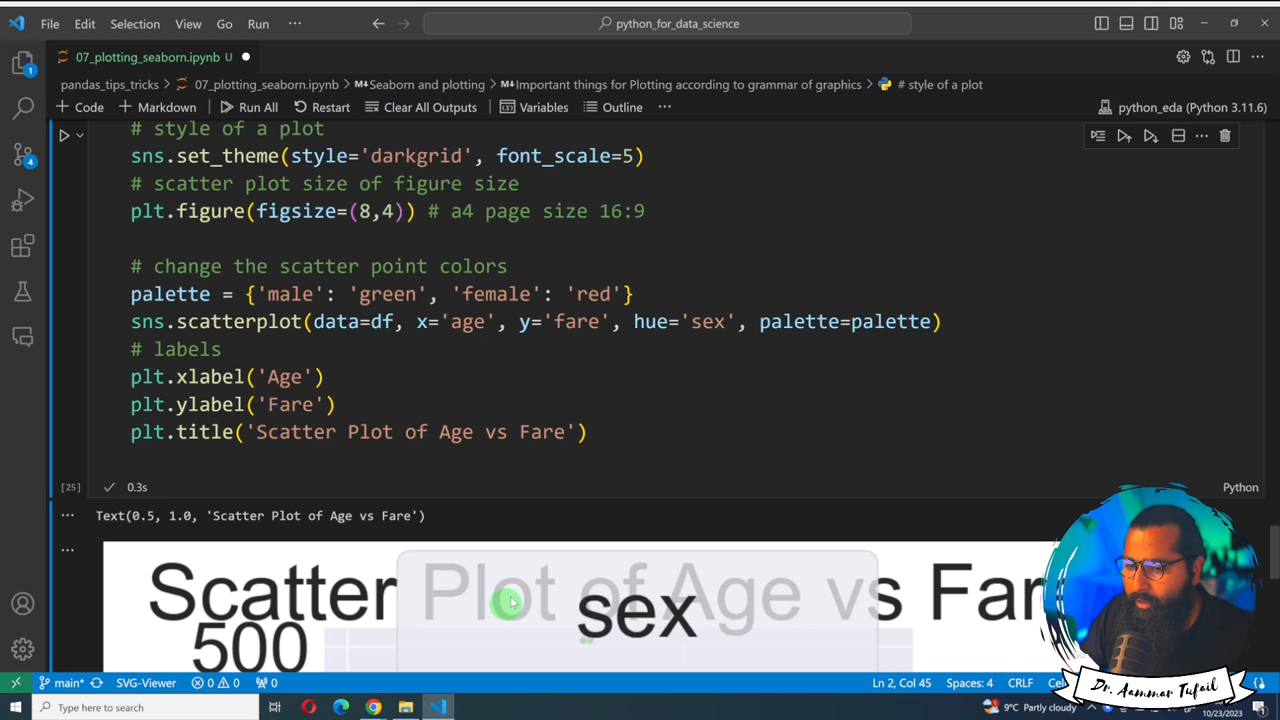 File Edit Selection View Go Run ··· python_for_data_science
07_plotting_seaborn.ipynb U
pandas_tips_tricks > 07_plotting_seaborn.ipynb > Seaborn and plotting > Important things for Plotting according to grammar of graphics > # style of a plot
+ Code + Markdown Run All Restart Clear All Outputs Variables Outline ··· python_eda (Python 3.11.6)
# style of a plot
sns.set_theme(style='darkgrid', font_scale=5)
# scatter plot size of figure size
plt.figure(figsize=(8,4)) # a4 page size 16:9
# change the scatter point colors
palette = {'male': 'green', 'female': 'red'}
sns.scatterplot(data=df, x='age', y='fare', hue='sex', palette=palette)
# labels
plt.xlabel('Age')
plt.ylabel('Fare')
plt.title('Scatter Plot of Age vs Fare')
[25] 0.3s Python
Text(0.5, 1.0, 'Scatter Plot of Age vs Fare')
Scatter Plot of Age vs Far
sex
500
main* SVG-Viewer 0 0 0 Ln 2, Col 45 Spaces: 4 CRLF
Dr. Aammar Tufail
Type here to search 9°C Partly cloudy 10/23/2023
1
4